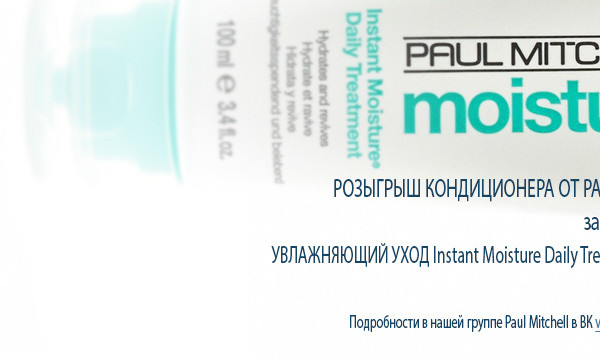 PAUL MITC
moistu
Instant Moisture®
Daily Treatment
Hydrates and revives
Hydrate et ravive
Hidrata y revive
100 ml e 3.4 fl.oz.
РОЗЫГРЫШ КОНДИЦИОНЕРА ОТ PA
за
УВЛАЖНЯЮЩИЙ УХОД Instant Moisture Daily Tre
Подробности в нашей группе Paul Mitchell в ВК v